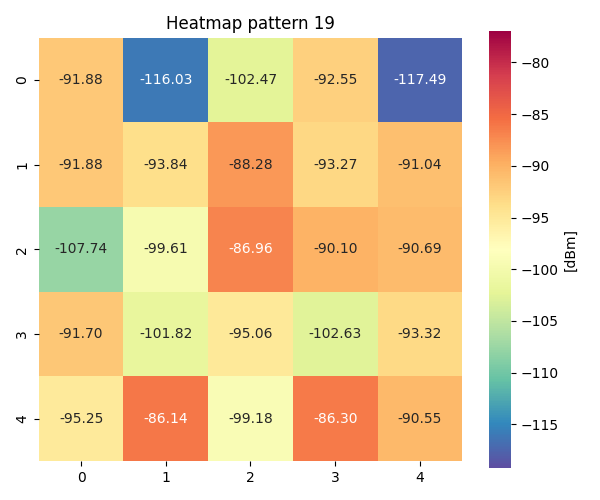 Heatmap pattern 19
0 -91.88 -116.03 -102.47 -92.55 -117.49
1 -91.88 -93.84 -88.28 -93.27 -91.04
2 -107.74 -99.61 -86.96 -90.10 -90.69
3 -91.70 -101.82 -95.06 -102.63 -93.32
4 -95.25 -86.14 -99.18 -86.30 -90.55
0 1 2 3 4
−80
−85
−90
−95
−100
−105
−110
−115
[dBm]